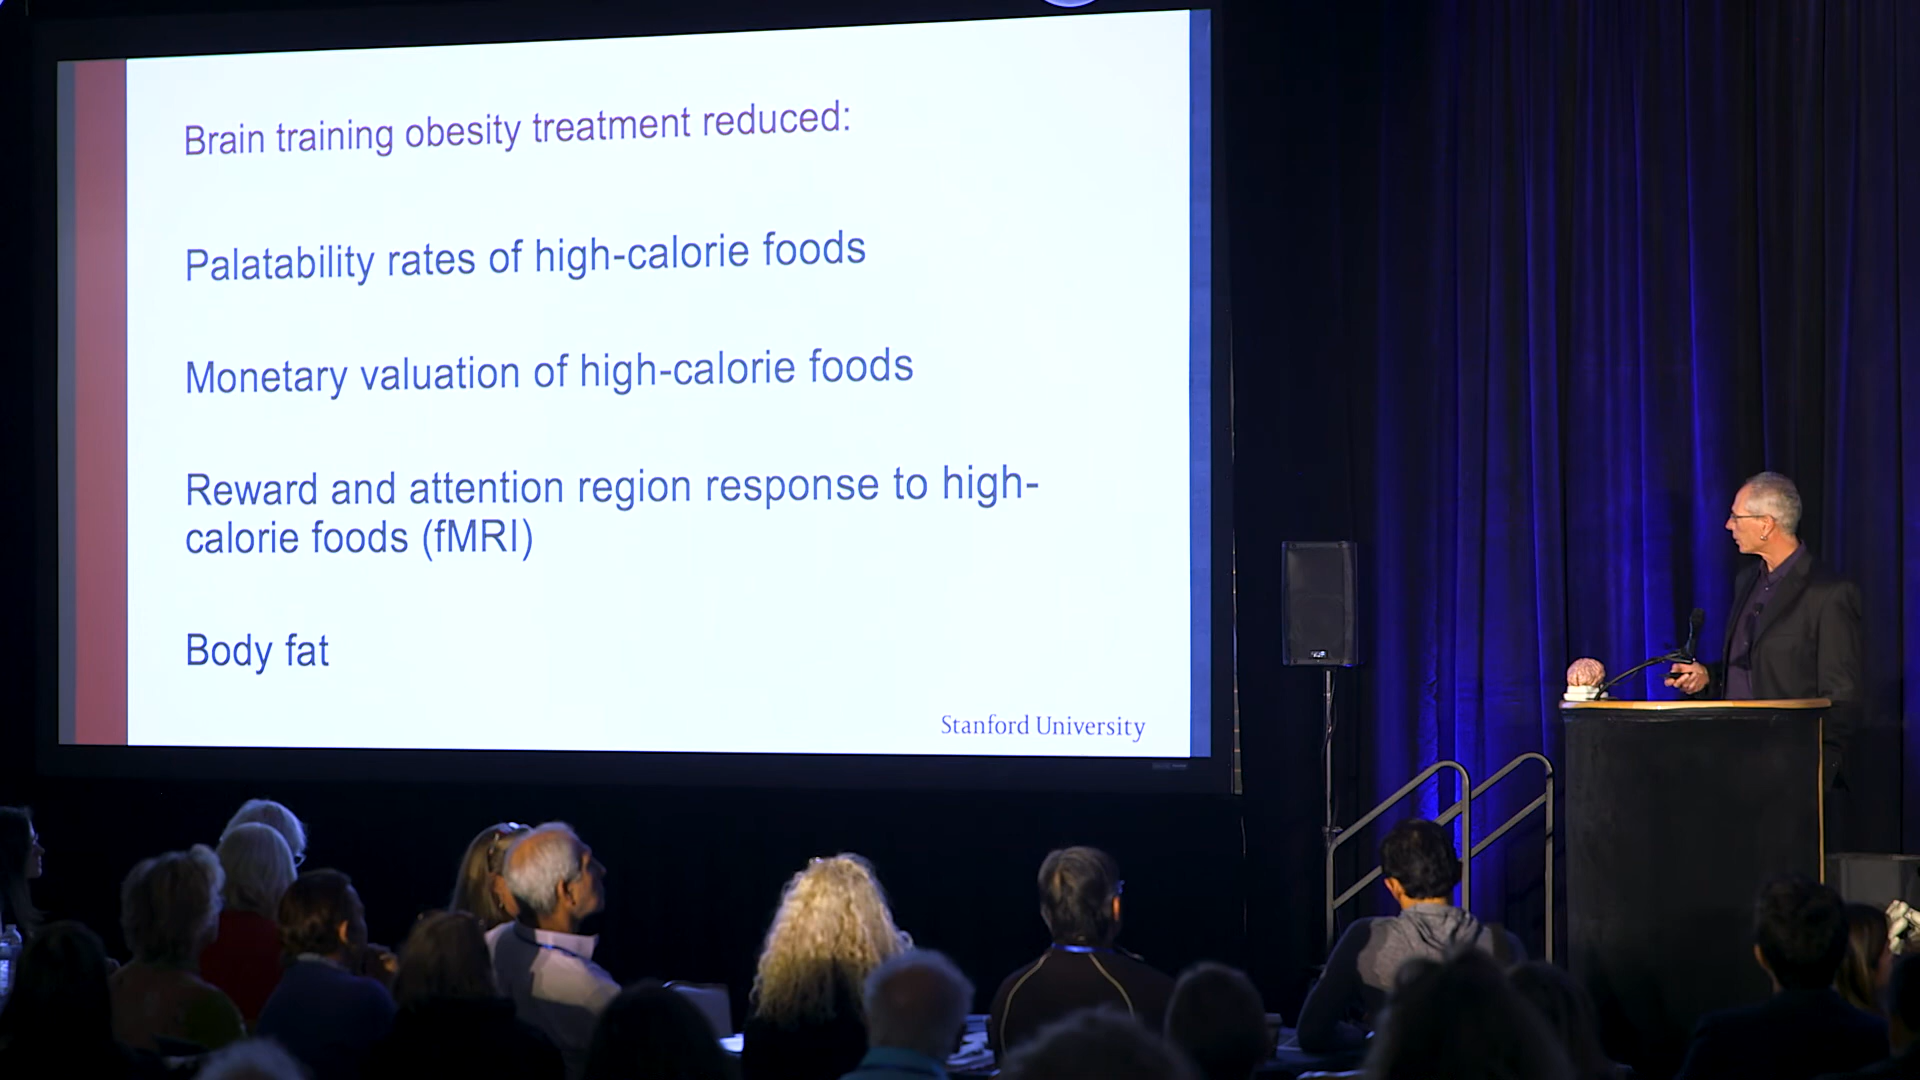 Brain training obesity treatment reduced:
Palatability rates of high-calorie foods
Monetary valuation of high-calorie foods
Reward and attention region response to high-
calorie foods (fMRI)
Body fat
Stanford University